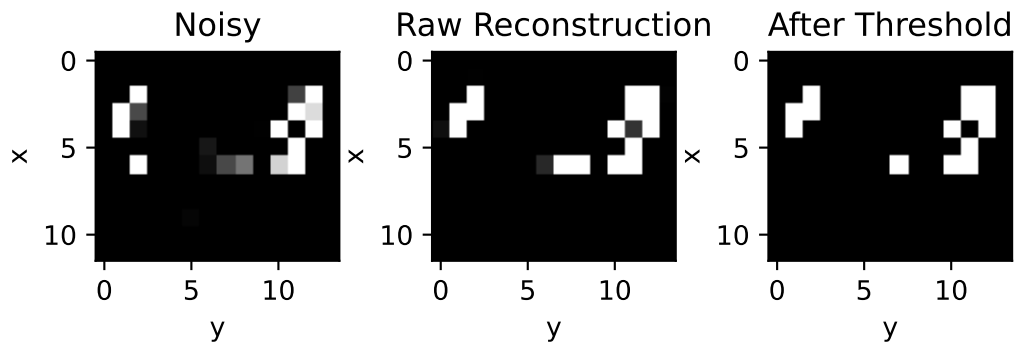 Noisy Raw Reconstruction After Threshold
0 0 0
x 5 x 5 x 5
10 10 10
0 5 10 0 5 10 0 5 10
y y y